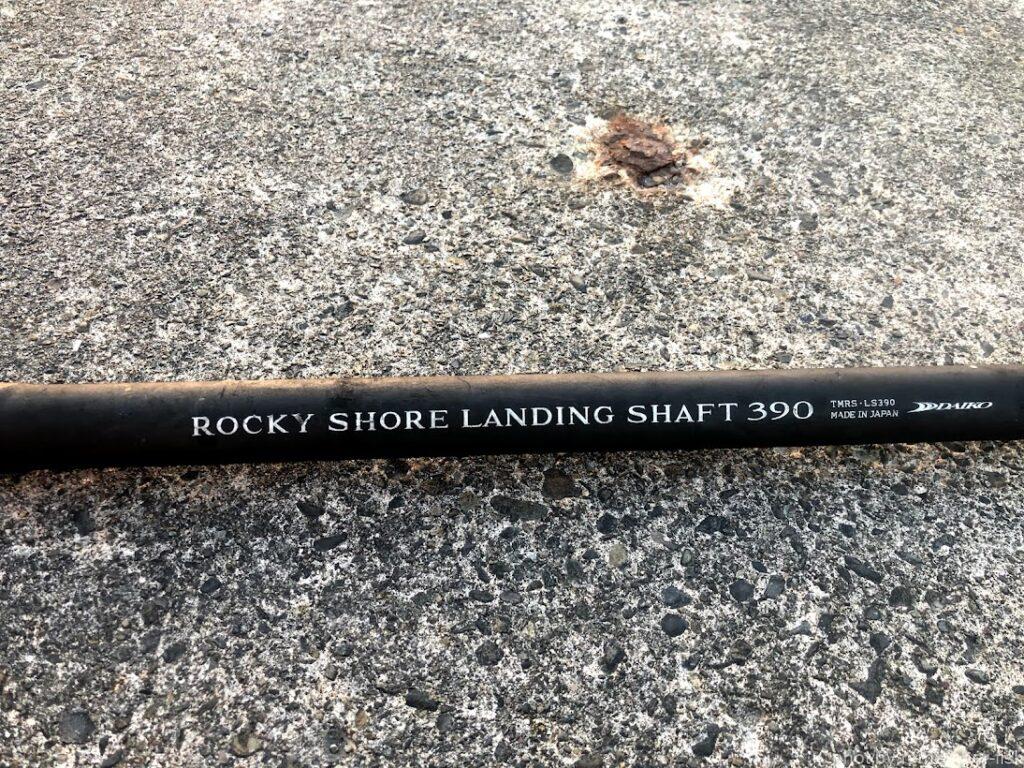 ROCKY SHORE LANDING SHAFT 390
TMRS·LS390
MADE IN JAPAN
DAIKO